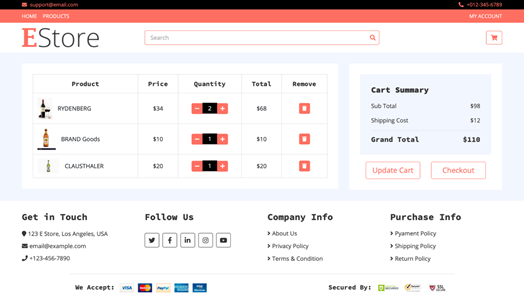 support@email.com
+012-345-6789
HOME PRODUCTS
MY ACCOUNT
EStore
Search
Product Price Quantity Total Remove
RYDENBERG $34 2 $68
BRAND Goods $10 1 $10
CLAUSTHALER $20 1 $20
Cart Summary
Sub Total $98
Shipping Cost $12
Grand Total $110
Update Cart Checkout
Get in Touch
123 E Store, Los Angeles, USA
email@example.com
+123-456-7890
Follow Us
Company Info
About Us
Privacy Policy
Terms & Condition
Purchase Info
Pyament Policy
Shipping Policy
Return Policy
We Accept: VISA PayPal
Secured By: Norton SSL